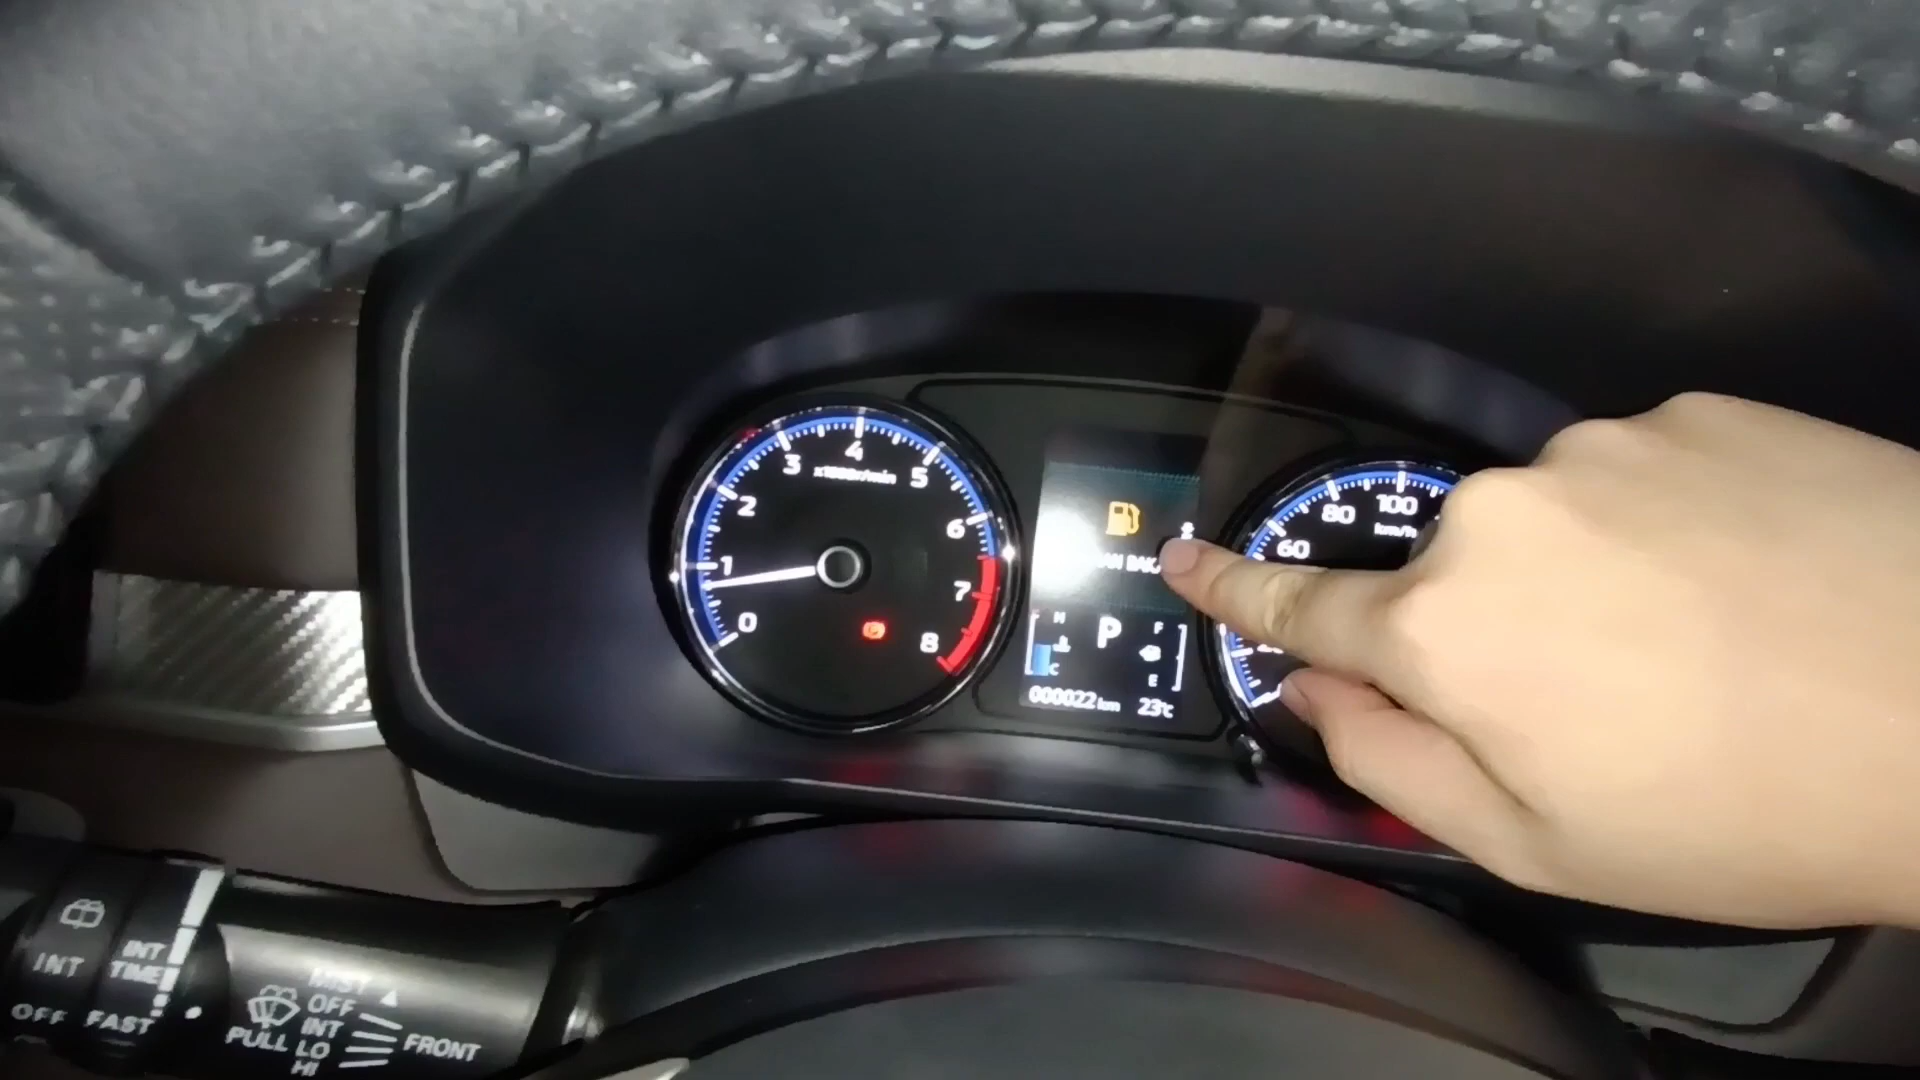 4
3
5
x1000r/min
2
6
1
7
0
8
100
80
km/h
60
H
P
F
C
E
000022 km
23°C
INT
INT TIME
OFF
FAST
MIST
OFF
INT
PULL LO
FRONT
HI